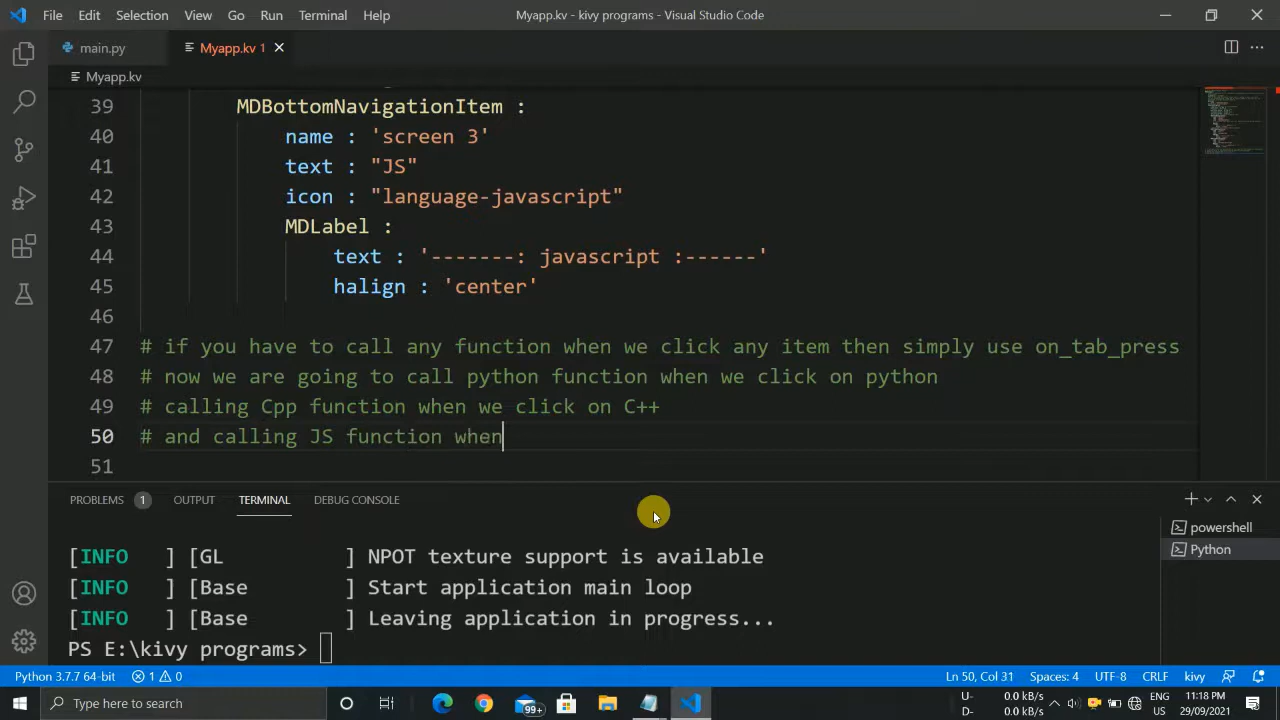 File Edit Selection View Go Run Terminal Help Myapp.kv - kivy programs - Visual Studio Code
main.py Myapp.kv 1
Myapp.kv
39 MDBottomNavigationItem :
40 name : 'screen 3'
41 text : "JS"
42 icon : "language-javascript"
43 MDLabel :
44 text : '-------: javascript :------'
45 halign : 'center'
46
47 # if you have to call any function when we click any item then simply use on_tab_press
48 # now we are going to call python function when we click on python
49 # calling Cpp function when we click on C++
50 # and calling JS function when
51
PROBLEMS 1 OUTPUT TERMINAL DEBUG CONSOLE
powershell
Python
[INFO ] [GL ] NPOT texture support is available
[INFO ] [Base ] Start application main loop
[INFO ] [Base ] Leaving application in progress...
PS E:\kivy programs>
Python 3.7.7 64-bit 1 0 Ln 50, Col 31 Spaces: 4 UTF-8 CRLF kivy
Type here to search 99+ U- 0.0 kB/s ENG 11:18 PM
D- 0.0 kB/s US 29/09/2021